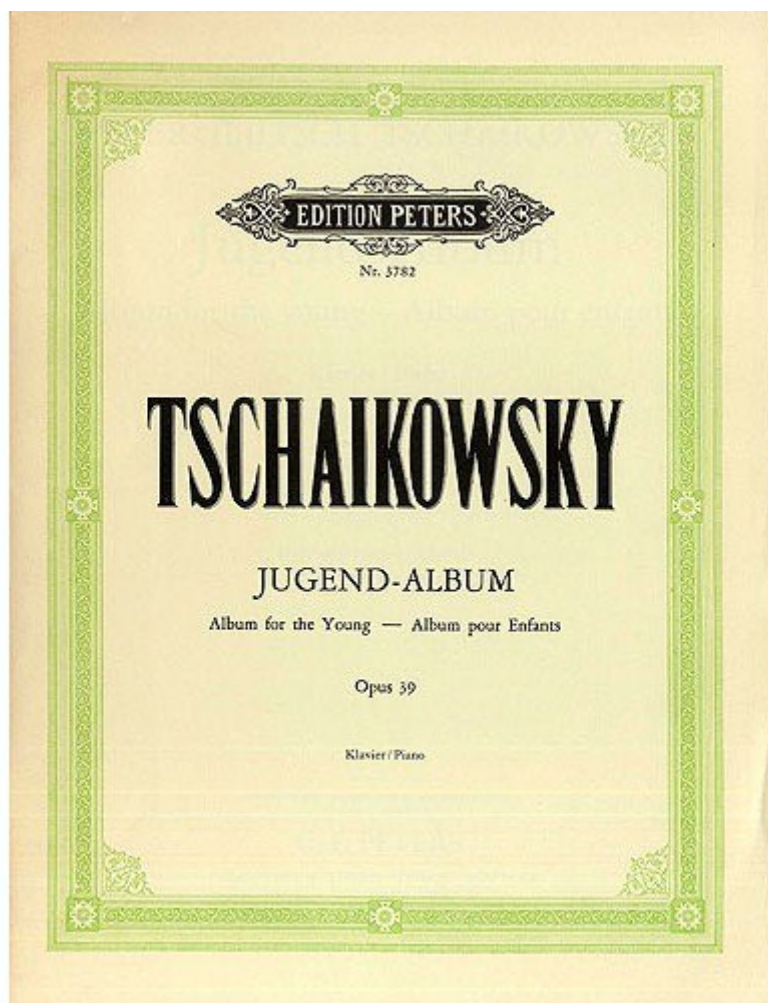 EDITION PETERS
Nr. 3782
TSCHAIKOWSKY
JUGEND-ALBUM
Album for the Young — Album pour Enfants
Opus 39
Klavier/Piano